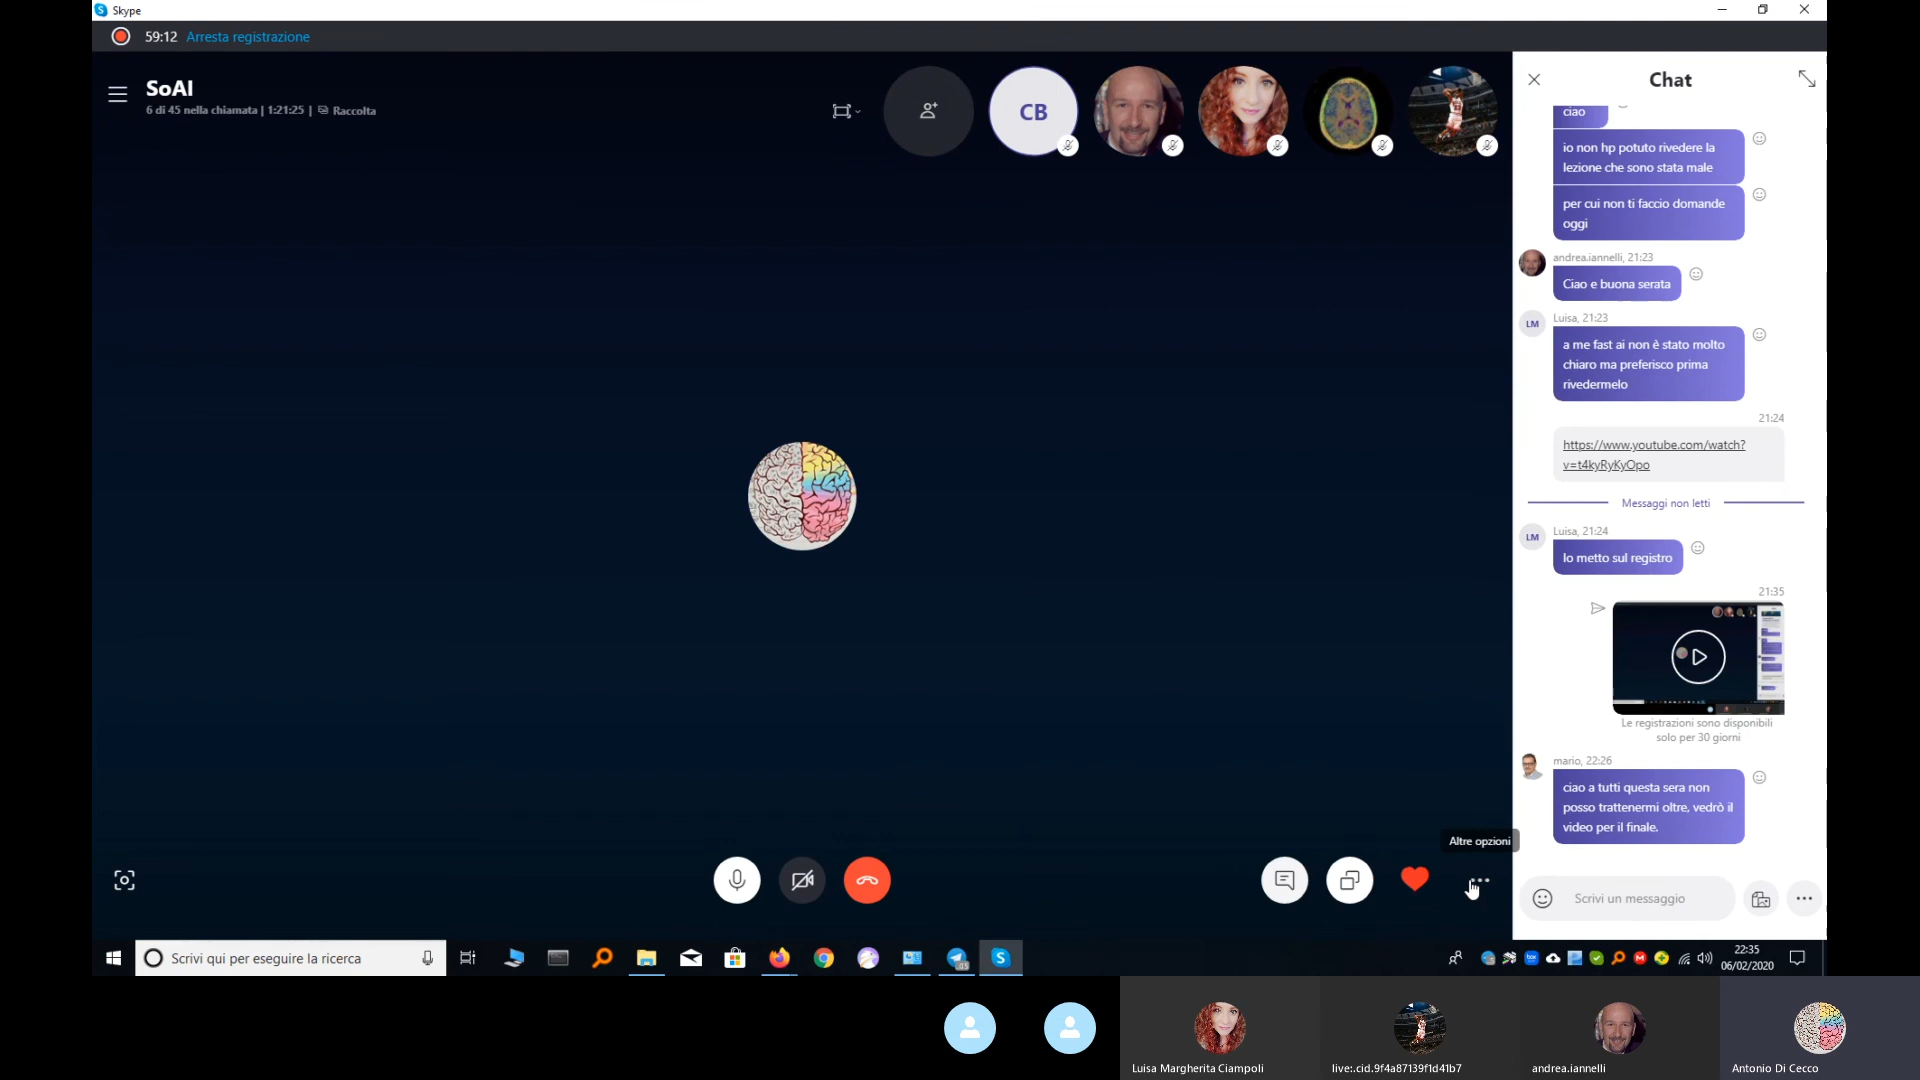 Skype
59:12 Arresta registrazione
SoAI
6 di 45 nella chiamata | 1:21:25 | Raccolta
CB
Chat
ciao
io non hp potuto rivedere la
lezione che sono stata male
per cui non ti faccio domande
oggi
andrea.iannelli, 21:23
Ciao e buona serata
LM
Luisa, 21:23
a me fast ai non è stato molto
chiaro ma preferisco prima
rivedermelo
21:24
https://www.youtube.com/watch?
v=t4kyRyKyOpo
Messaggi non letti
LM
Luisa, 21:24
lo metto sul registro
21:35
Le registrazioni sono disponibili
solo per 30 giorni
mario, 22:26
ciao a tutti questa sera non
posso trattenermi oltre, vedrò il
video per il finale.
Altre opzioni
Scrivi un messaggio
Scrivi qui per eseguire la ricerca
22:35
06/02/2020
Luisa Margherita Ciampoli
live:.cid.9f4a87139f1d41b7
andrea.iannelli
Antonio Di Cecco